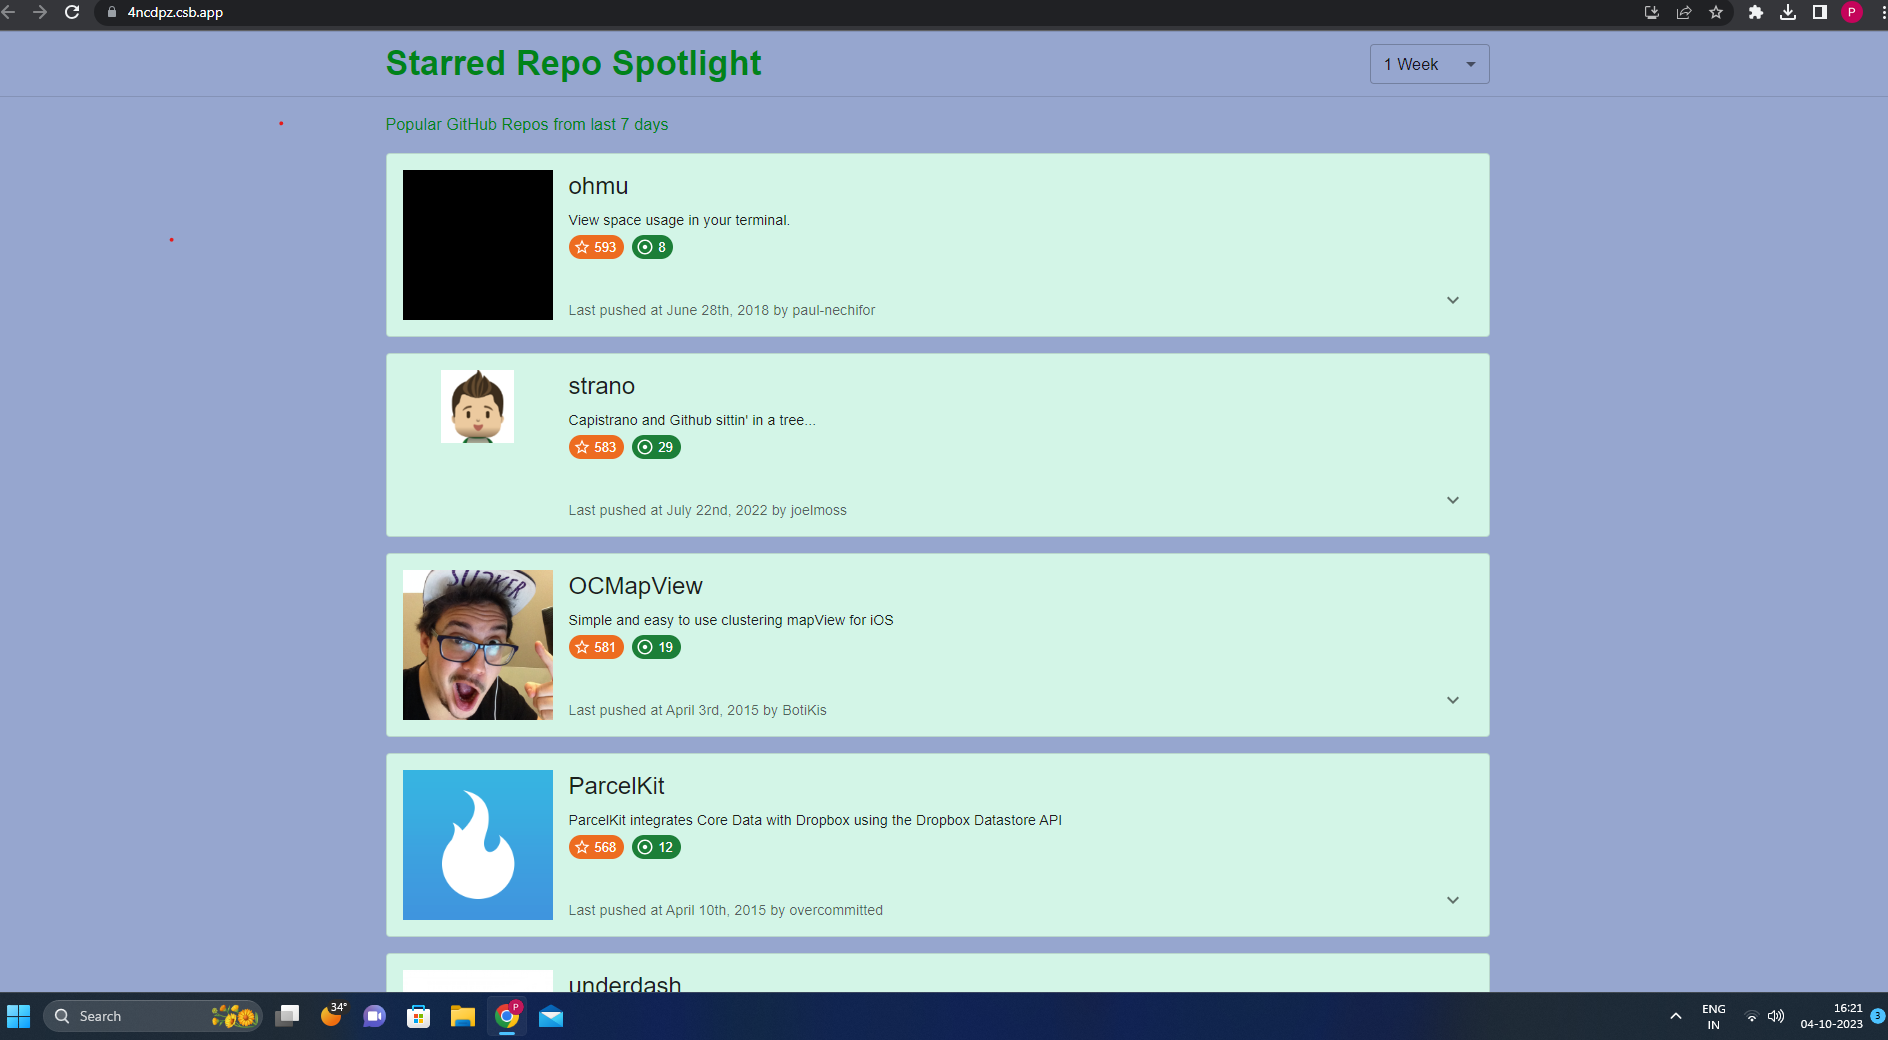 4ncdpz.csb.app
P
Starred Repo Spotlight
1 Week
Popular GitHub Repos from last 7 days
ohmu
View space usage in your terminal.
593 8
Last pushed at June 28th, 2018 by paul-nechifor
strano
Capistrano and Github sittin' in a tree...
583 29
Last pushed at July 22nd, 2022 by joelmoss
OCMapView
Simple and easy to use clustering mapView for iOS
581 19
Last pushed at April 3rd, 2015 by BotiKis
ParcelKit
ParcelKit integrates Core Data with Dropbox using the Dropbox Datastore API
568 12
Last pushed at April 10th, 2015 by overcommitted
underdash
Search
34°
P
ENG
IN
16:21
04-10-2023
3